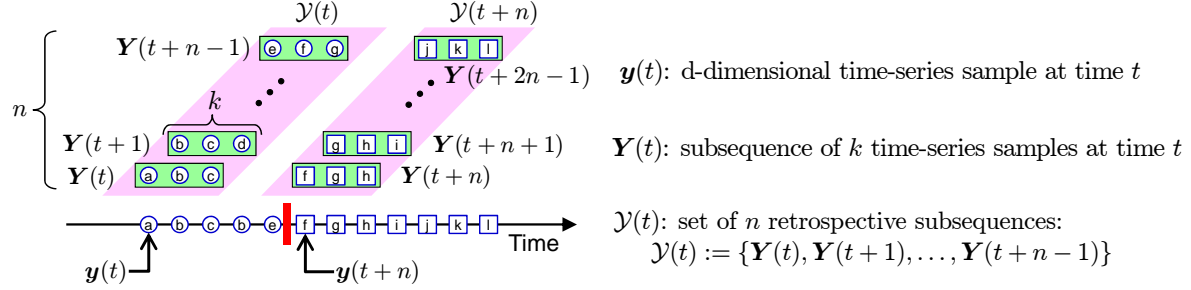 𝒴(t) 𝒴(t + n)
Y(t + n − 1) e f g j k l
Y(t + 2n − 1)
n
k
Y(t + 1) b c d g h i Y(t + n + 1)
Y(t) a b c f g h Y(t + n)
a b c b e f g h i j k l
Time
y(t) y(t + n)
y(t): d-dimensional time-series sample at time t
Y(t): subsequence of k time-series samples at time t
𝒴(t): set of n retrospective subsequences:
𝒴(t) := {Y(t), Y(t + 1), . . . , Y(t + n − 1)}